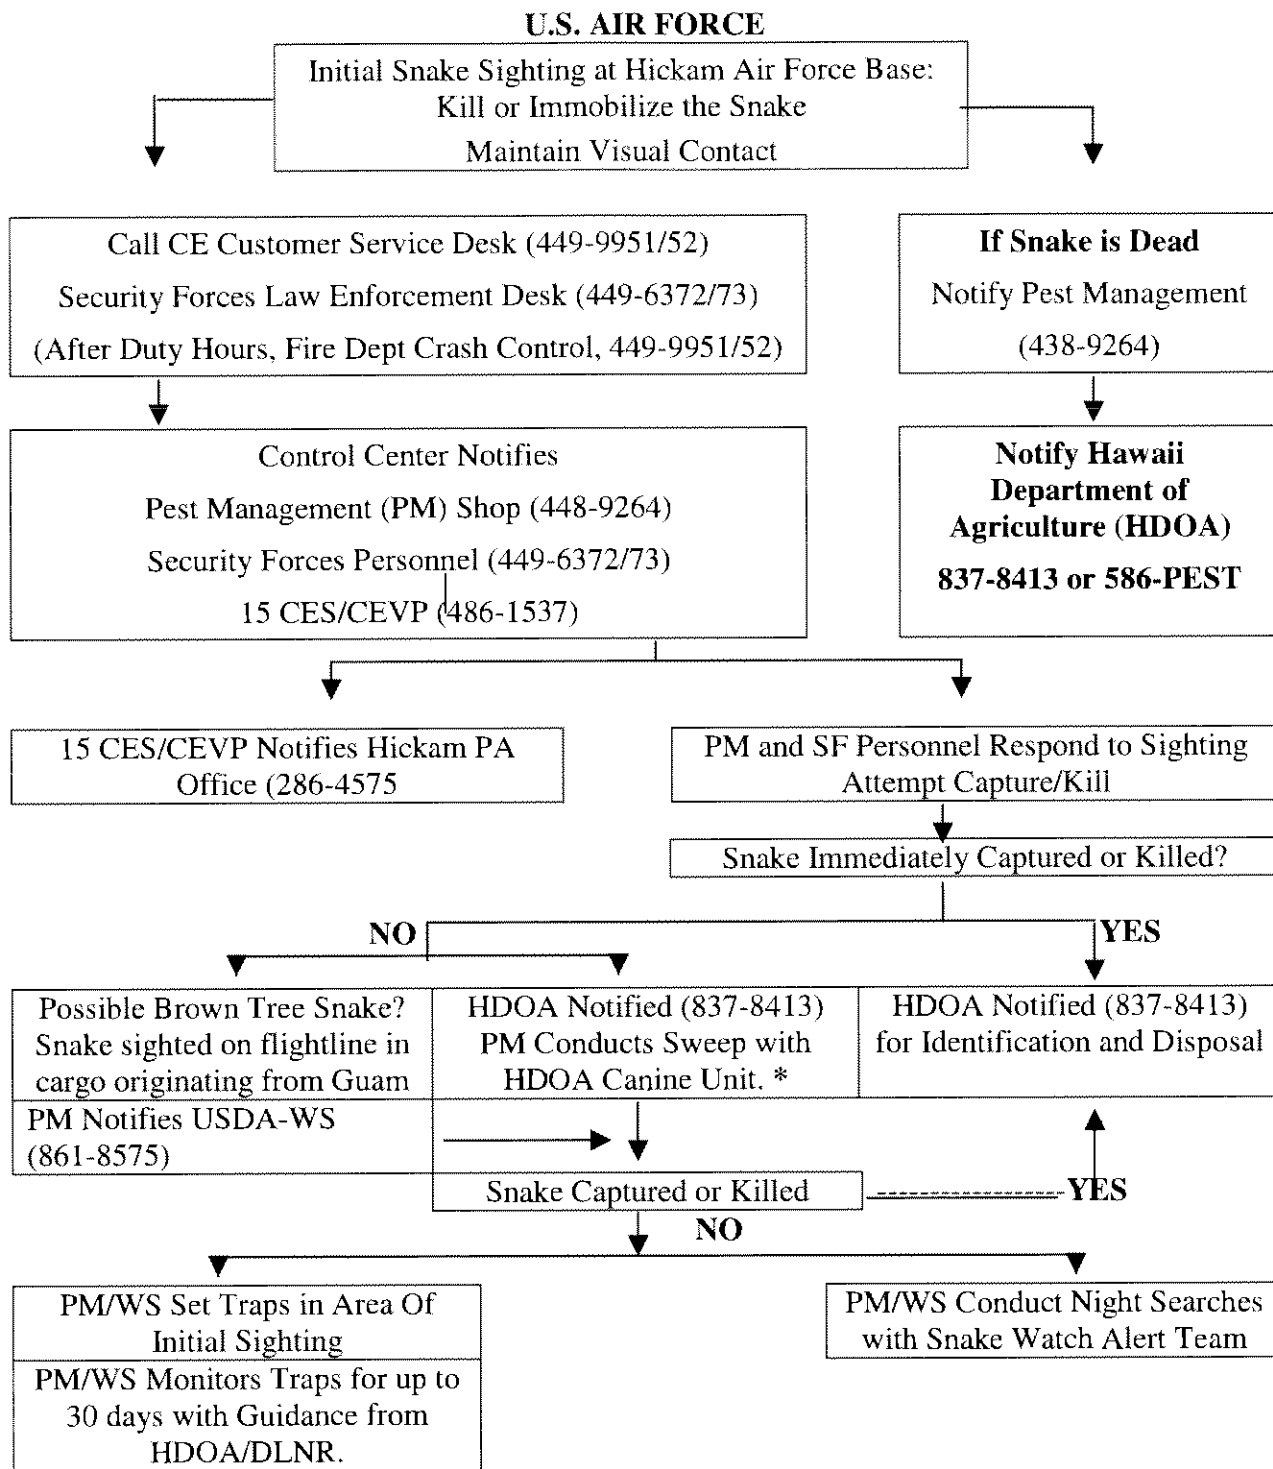 U.S. AIR FORCE
Initial Snake Sighting at Hickam Air Force Base:
Kill or Immobilize the Snake
Maintain Visual Contact
Call CE Customer Service Desk (449-9951/52)
Security Forces Law Enforcement Desk (449-6372/73)
(After Duty Hours, Fire Dept Crash Control, 449-9951/52)
If Snake is Dead
Notify Pest Management
(438-9264)
Control Center Notifies
Pest Management (PM) Shop (448-9264)
Security Forces Personnel (449-6372/73)
15 CES/CEVP (486-1537)
Notify Hawaii
Department of
Agriculture (HDOA)
837-8413 or 586-PEST
15 CES/CEVP Notifies Hickam PA
Office (286-4575
PM and SF Personnel Respond to Sighting
Attempt Capture/Kill
Snake Immediately Captured or Killed?
NO
YES
Possible Brown Tree Snake?
Snake sighted on flightline in
cargo originating from Guam
PM Notifies USDA-WS
(861-8575)
HDOA Notified (837-8413)
PM Conducts Sweep with
HDOA Canine Unit. *
HDOA Notified (837-8413)
for Identification and Disposal
Snake Captured or Killed
YES
NO
PM/WS Set Traps in Area Of
Initial Sighting
PM/WS Monitors Traps for up to
30 days with Guidance from
HDOA/DLNR.
PM/WS Conduct Night Searches
with Snake Watch Alert Team